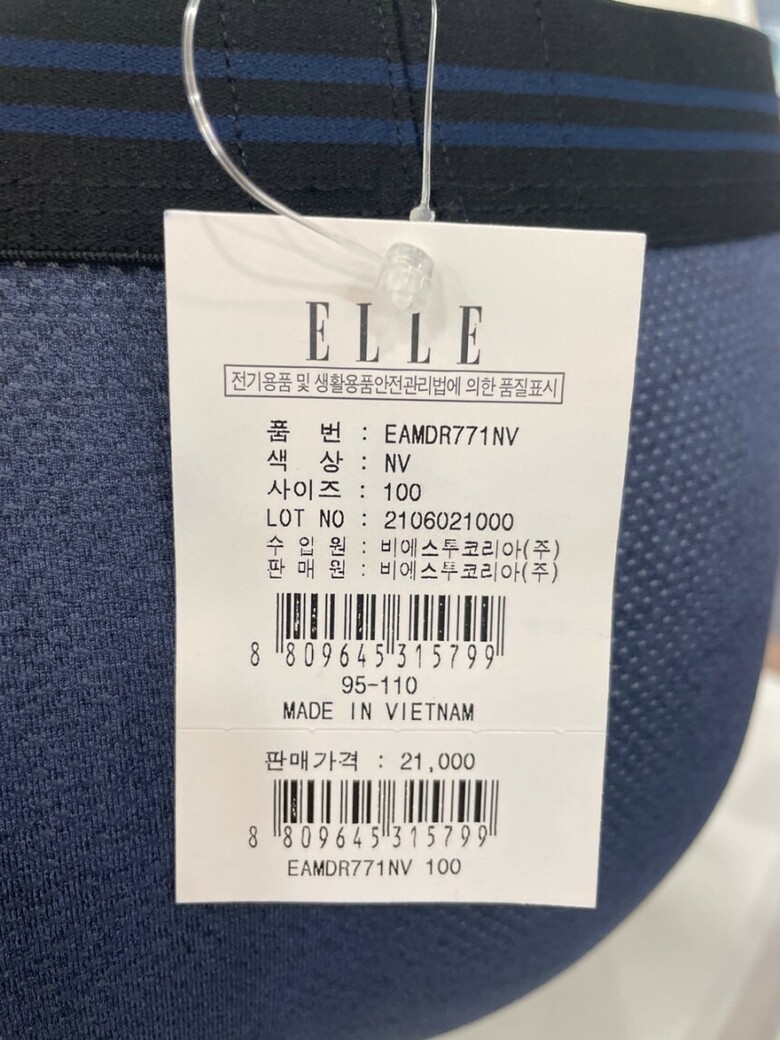 ELLE
전기용품 및 생활용품안전관리법에 의한 품질표시
품 번 : EAMDR771NV
색 상 : NV
사이즈 : 100
LOT NO : 2106021000
수 입 원 : 비에스투코리아(주)
판 매 원 : 비에스투코리아(주)
8 809645 315799
95-110
MADE IN VIETNAM
판매가격 : 21,000
8 809645 315799
EAMDR771NV 100